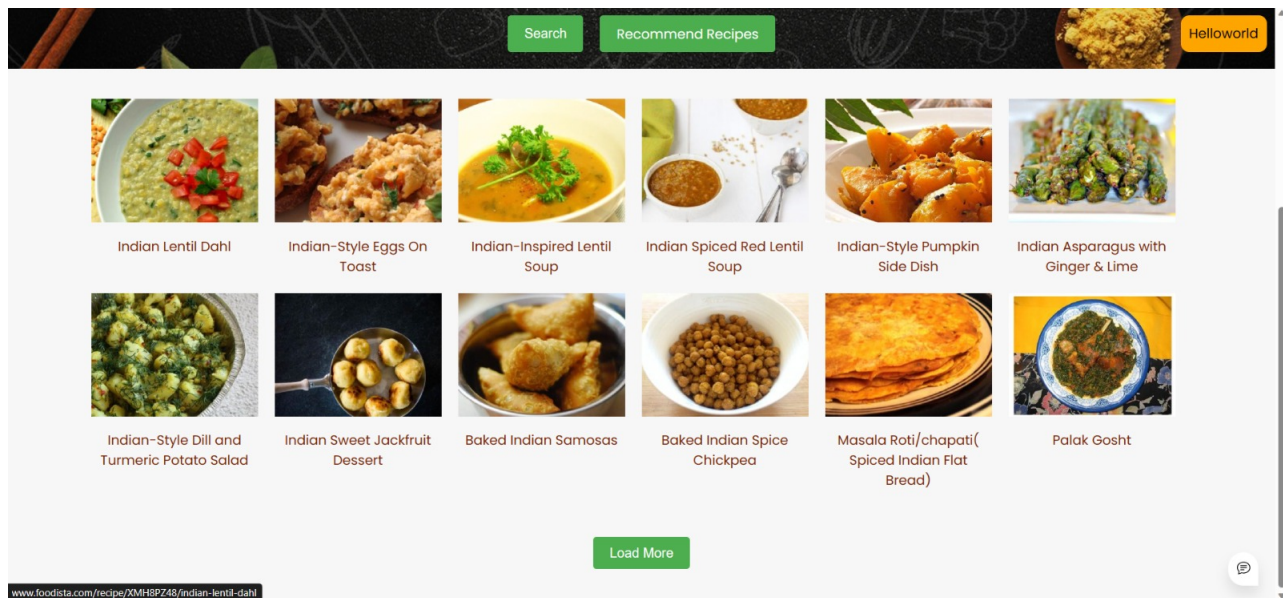 Search
Recommend Recipes
Helloworld
Indian Lentil Dahl
Indian-Style Eggs On
Toast
Indian-Inspired Lentil
Soup
Indian Spiced Red Lentil
Soup
Indian-Style Pumpkin
Side Dish
Indian Asparagus with
Ginger & Lime
Indian-Style Dill and
Turmeric Potato Salad
Indian Sweet Jackfruit
Dessert
Baked Indian Samosas
Baked Indian Spice
Chickpea
Masala Roti/chapati(
Spiced Indian Flat
Bread)
Palak Gosht
Load More
www.foodista.com/recipe/XMH8PZ48/indian-lentil-dahl